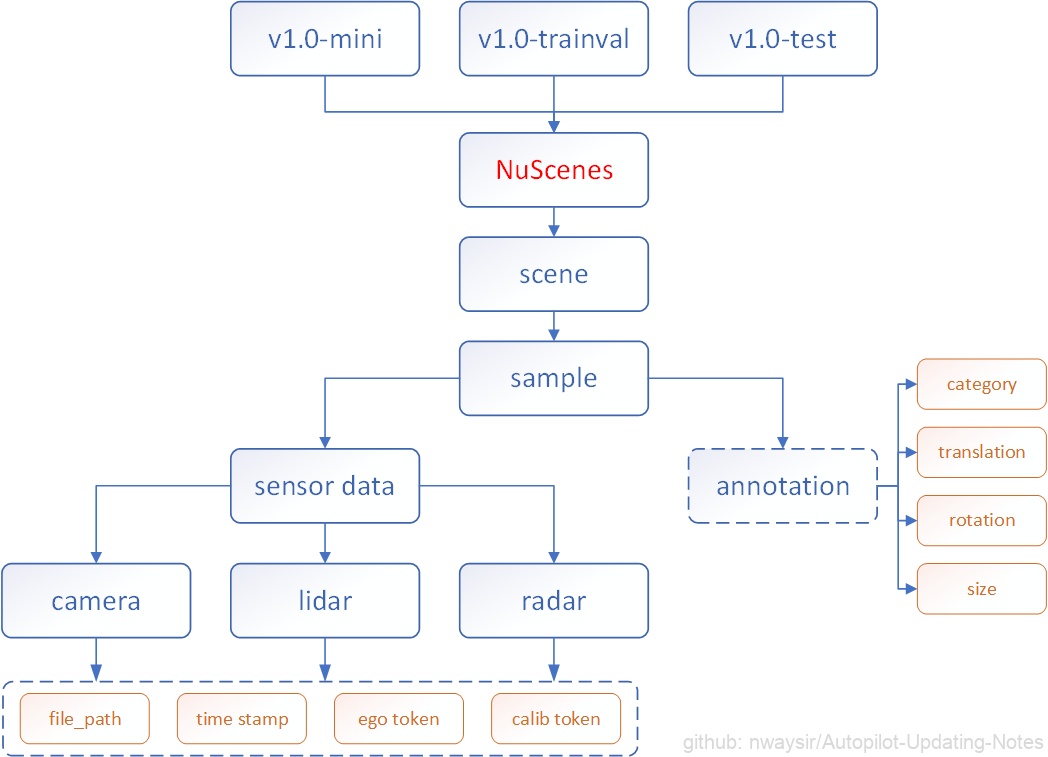 v1.0-mini
v1.0-trainval
v1.0-test
NuScenes
scene
sample
category
translation
rotation
size
sensor data
annotation
camera
lidar
radar
file_path
time stamp
ego token
calib token
github: nwaysir/Autopilot-Updating-Notes